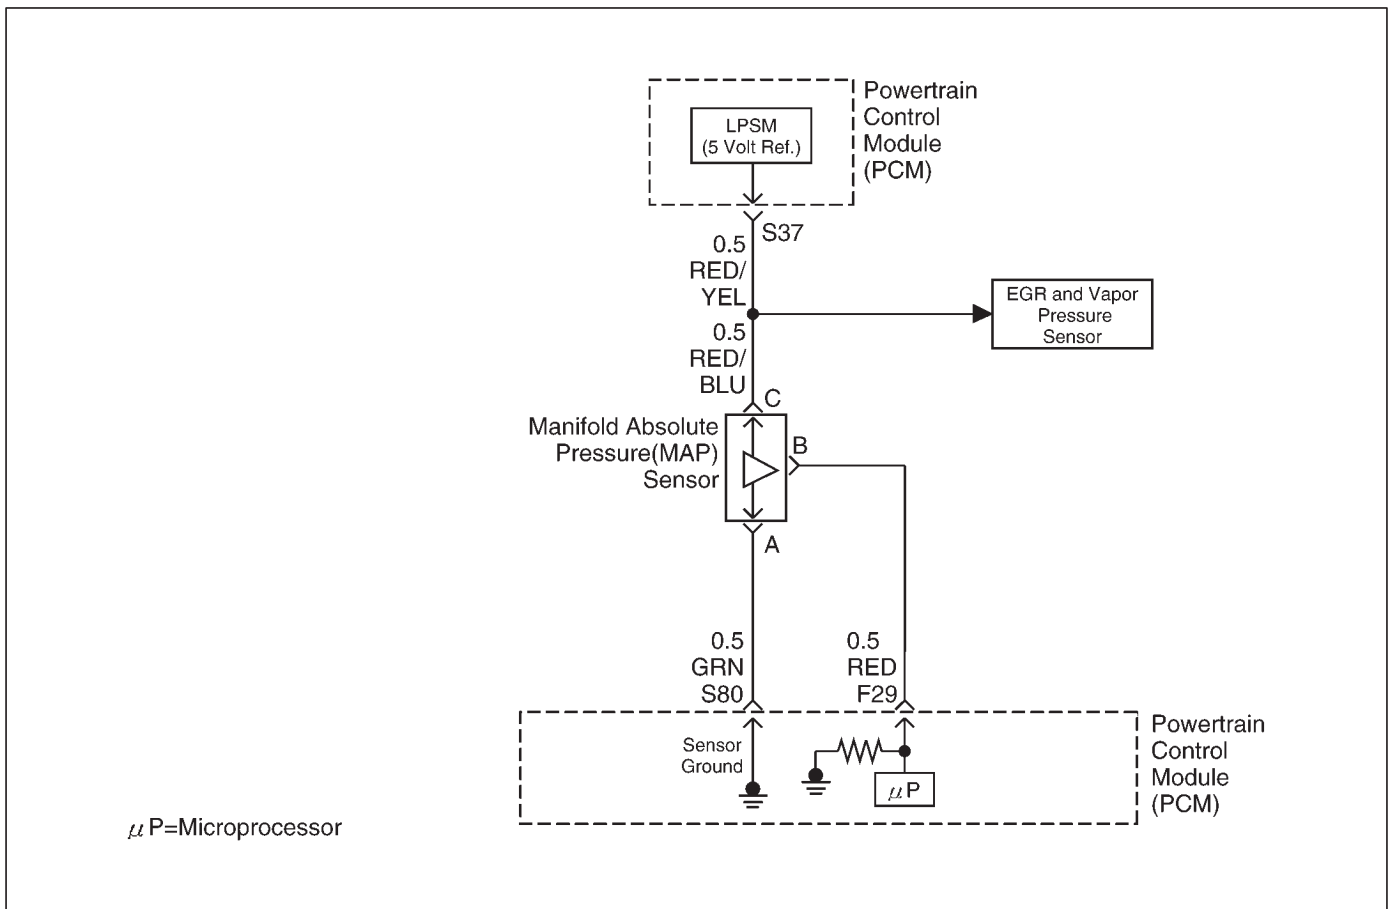 Powertrain
Control
Module
(PCM)
LPSM
(5 Volt Ref.)
S37
0.5
RED/
YEL
EGR and Vapor
Pressure
Sensor
0.5
RED/
BLU
C
Manifold Absolute
Pressure(MAP)
Sensor
B
A
0.5
GRN
S80
0.5
RED
F29
Sensor
Ground
μP
Powertrain
Control
Module
(PCM)
μP=Microprocessor